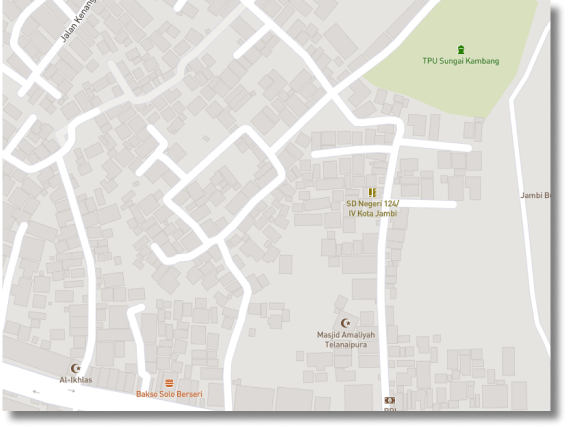 Jalan Kenang
TPU Sungai Kambang
SD Negeri 124/
IV Kota Jambi
Jambi B
Masjid Amaliyah
Telanaipura
Al-Ikhlas
Bakso Solo Berseri